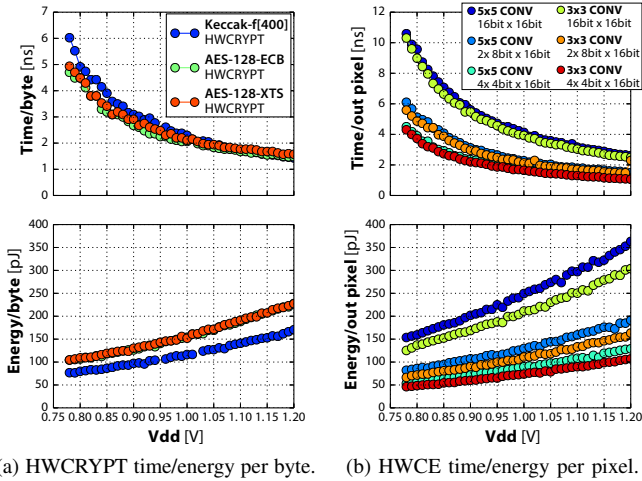 Time/byte [ns]
7
6
5
4
3
2
1
0
Keccak-f[400]
HWCRYPT
AES-128-ECB
HWCRYPT
AES-128-XTS
HWCRYPT
Energy/byte [pJ]
400
350
300
250
200
150
100
50
0
0.75 0.80 0.85 0.90 0.95 1.00 1.05 1.10 1.15 1.20
Vdd [V]
Time/out pixel [ns]
12
10
8
6
4
2
0
5x5 CONV
16bit x 16bit
5x5 CONV
2x 8bit x 16bit
5x5 CONV
4x 4bit x 16bit
3x3 CONV
16bit x 16bit
3x3 CONV
2x 8bit x 16bit
3x3 CONV
4x 4bit x 16bit
Energy/out pixel [pJ]
400
350
300
250
200
150
100
50
0
0.75 0.80 0.85 0.90 0.95 1.00 1.05 1.10 1.15 1.20
Vdd [V]
a) HWCRYPT time/energy per byte.
(b) HWCE time/energy per pixel.